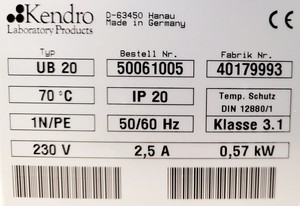 Kendro D-63450 Hanau
Laboratory Products Made in Germany
Typ Bestell Nr. Fabrik Nr.
UB 20 50061005 40179993
70 °C IP 20 Temp. Schutz
DIN 12880/1
1N/PE 50/60 Hz Klasse 3.1
230 V 2,5 A 0,57 kW